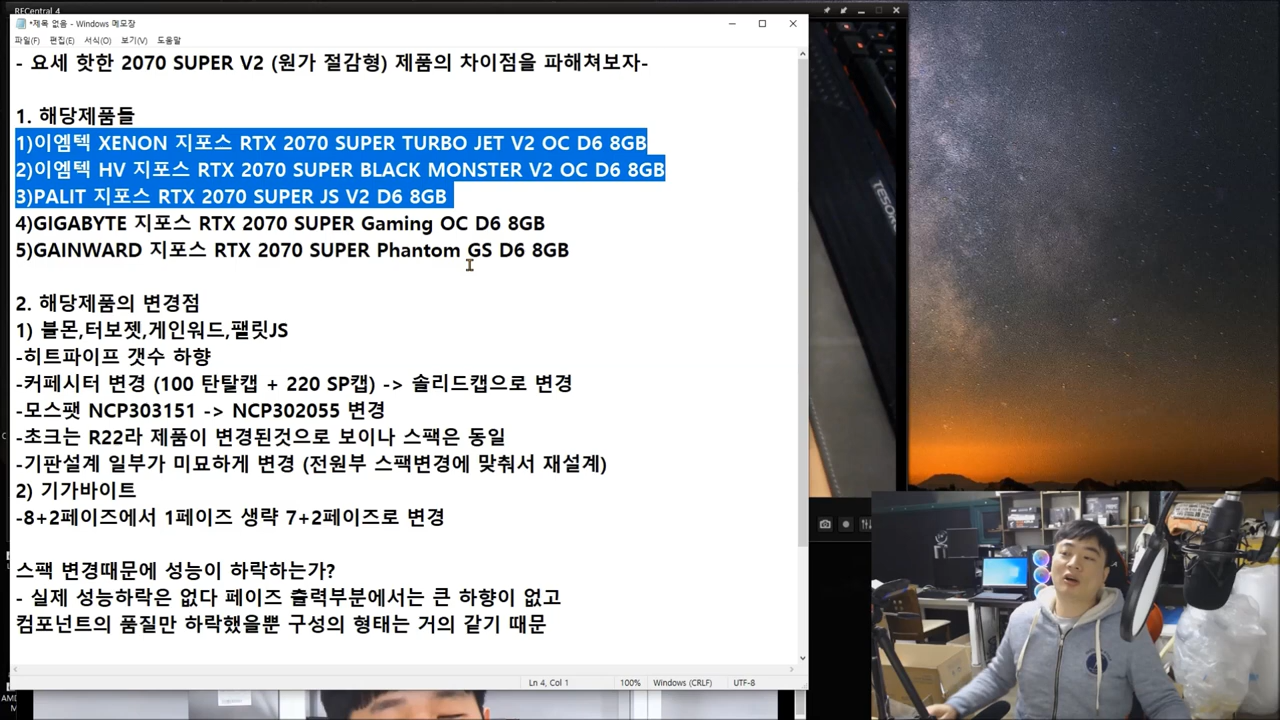 RECentral 4
*제목 없음 - Windows 메모장
파일(F) 편집(E) 서식(O) 보기(V) 도움말
- 요세 핫한 2070 SUPER V2 (원가 절감형) 제품의 차이점을 파해쳐보자-
1. 해당제품들
1)이엠텍 XENON 지포스 RTX 2070 SUPER TURBO JET V2 OC D6 8GB
2)이엠텍 HV 지포스 RTX 2070 SUPER BLACK MONSTER V2 OC D6 8GB
3)PALIT 지포스 RTX 2070 SUPER JS V2 D6 8GB
4)GIGABYTE 지포스 RTX 2070 SUPER Gaming OC D6 8GB
5)GAINWARD 지포스 RTX 2070 SUPER Phantom GS D6 8GB
2. 해당제품의 변경점
1) 블몬,터보젯,게인워드,팰릿JS
-히트파이프 갯수 하향
-커페시터 변경 (100 탄탈캡 + 220 SP캡) -> 솔리드캡으로 변경
-모스팻 NCP303151 -> NCP302055 변경
-초크는 R22라 제품이 변경된것으로 보이나 스팩은 동일
-기판설계 일부가 미묘하게 변경 (전원부 스팩변경에 맞춰서 재설계)
2) 기가바이트
-8+2페이즈에서 1페이즈 생략 7+2페이즈로 변경
스팩 변경때문에 성능이 하락하는가?
- 실제 성능하락은 없다 페이즈 출력부분에서는 큰 하향이 없고
컴포넌트의 품질만 하락했을뿐 구성의 형태는 거의 같기 때문
Ln 4, Col 1 100% Windows (CRLF) UTF-8
TESOR
AMD
M